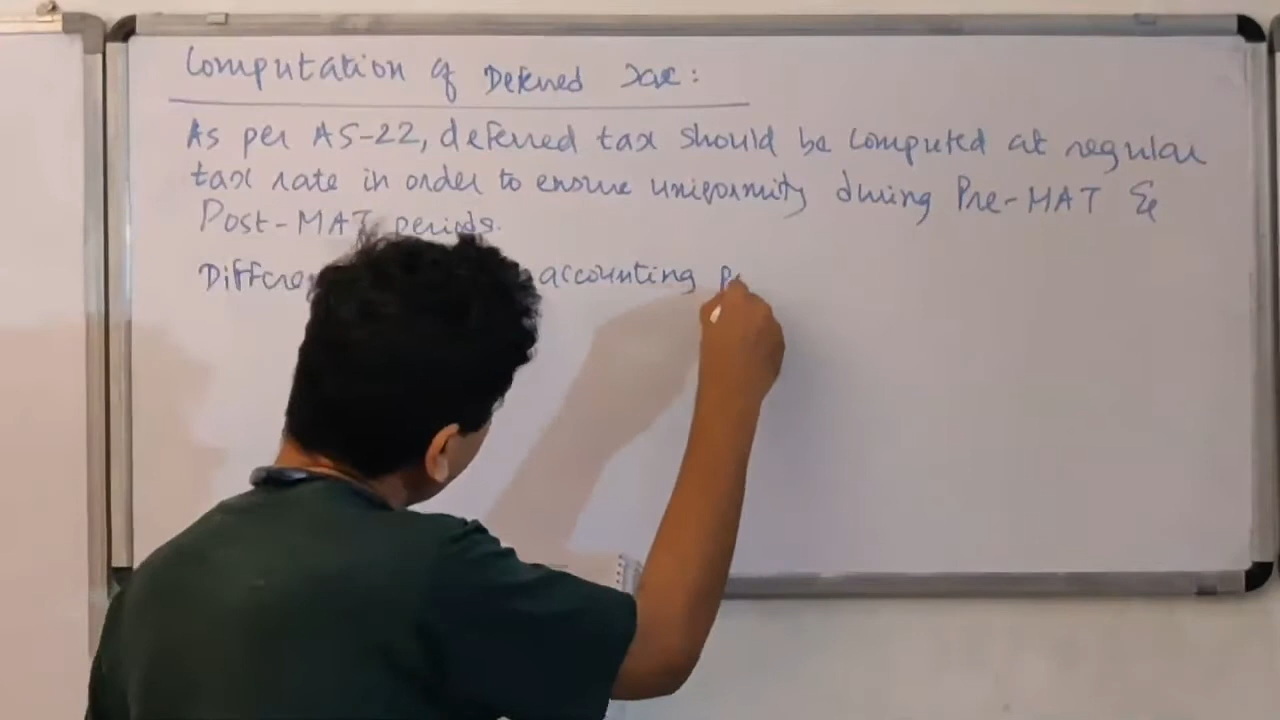 Computation of Deferred Tax:
As per AS-22, deferred tax should be computed at regular
tax rate in order to ensure uniformity during Pre-MAT &
Post-MAT periods.
accounting